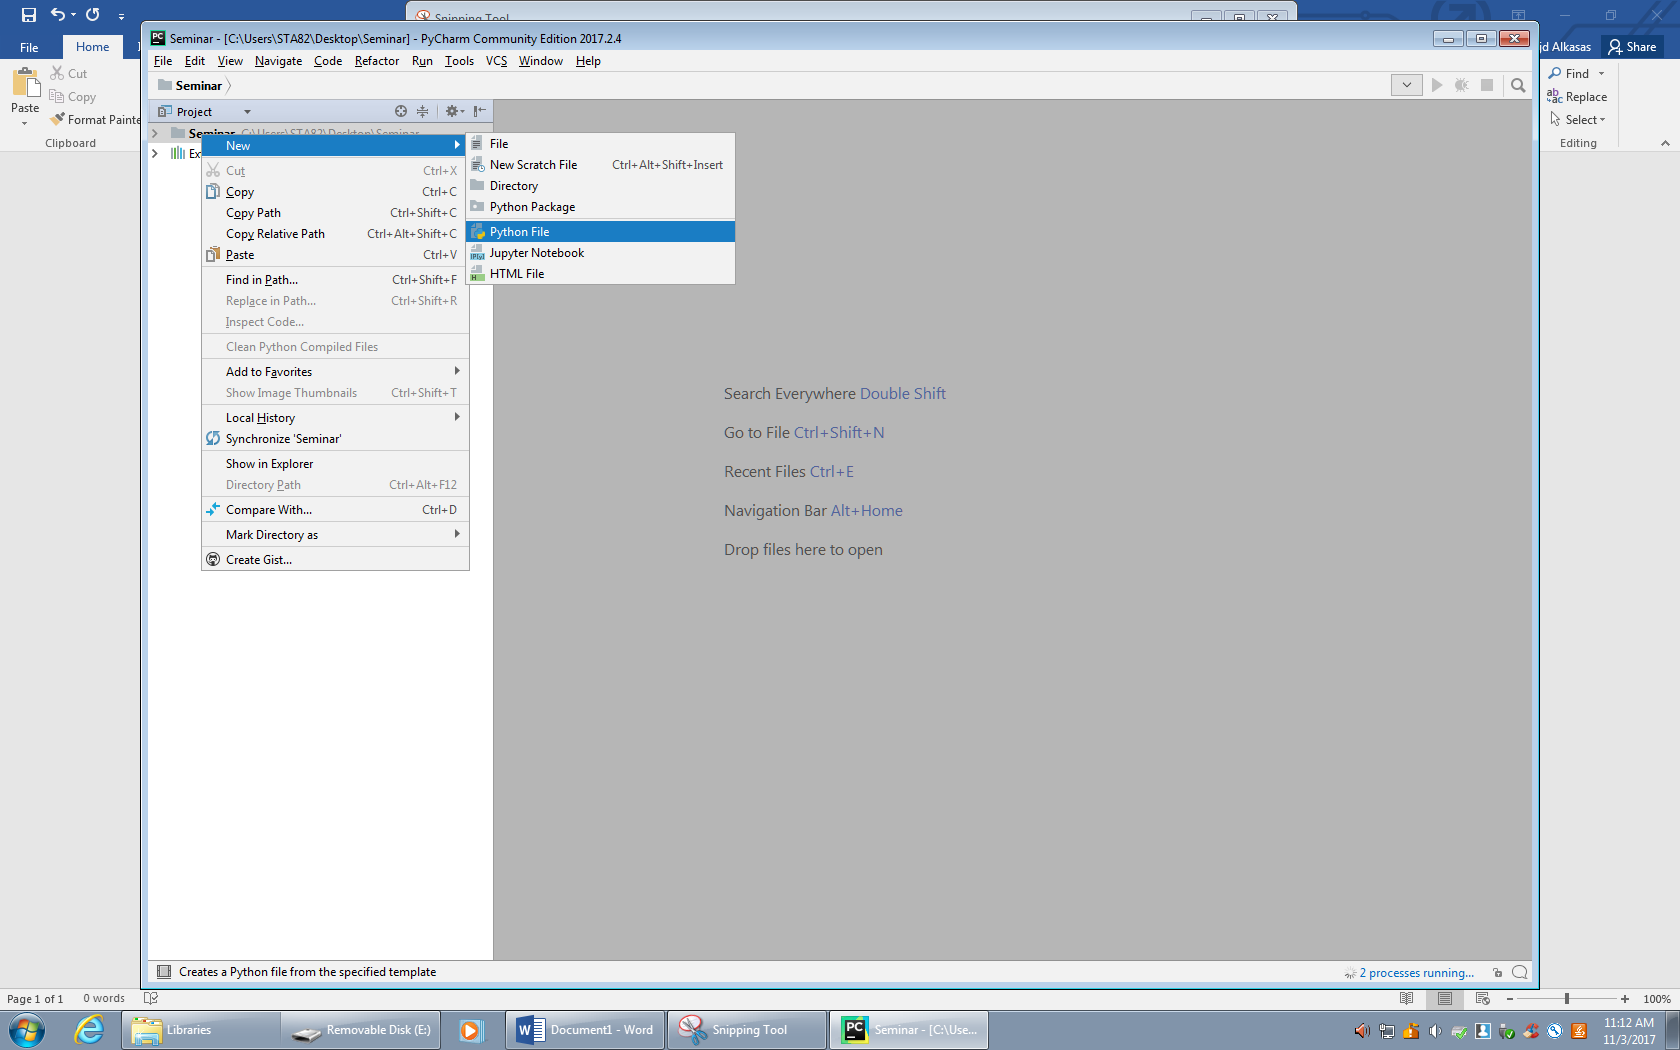 Snipping Tool
File
Home
jd Alkasas
Share
Seminar - [C:\Users\STA82\Desktop\Seminar] - PyCharm Community Edition 2017.2.4
File Edit View Navigate Code Refactor Run Tools VCS Window Help
Seminar
Paste
Cut
Copy
Format Painte
Clipboard
Find
Replace
Select
Editing
Project
Seminar C:\Users\STA82\Desktop\Seminar
Ex
New
Cut Ctrl+X
Copy Ctrl+C
Copy Path Ctrl+Shift+C
Copy Relative Path Ctrl+Alt+Shift+C
Paste Ctrl+V
Find in Path... Ctrl+Shift+F
Replace in Path... Ctrl+Shift+R
Inspect Code...
Clean Python Compiled Files
Add to Favorites
Show Image Thumbnails Ctrl+Shift+T
Local History
Synchronize 'Seminar'
Show in Explorer
Directory Path Ctrl+Alt+F12
Compare With... Ctrl+D
Mark Directory as
Create Gist...
File
New Scratch File Ctrl+Alt+Shift+Insert
Directory
Python Package
Python File
Jupyter Notebook
HTML File
Search Everywhere Double Shift
Go to File Ctrl+Shift+N
Recent Files Ctrl+E
Navigation Bar Alt+Home
Drop files here to open
Creates a Python file from the specified template
2 processes running...
Page 1 of 1 0 words
100%
Libraries
Removable Disk (E:)
Document1 - Word
Snipping Tool
Seminar - [C:\Use...
11:12 AM
11/3/2017